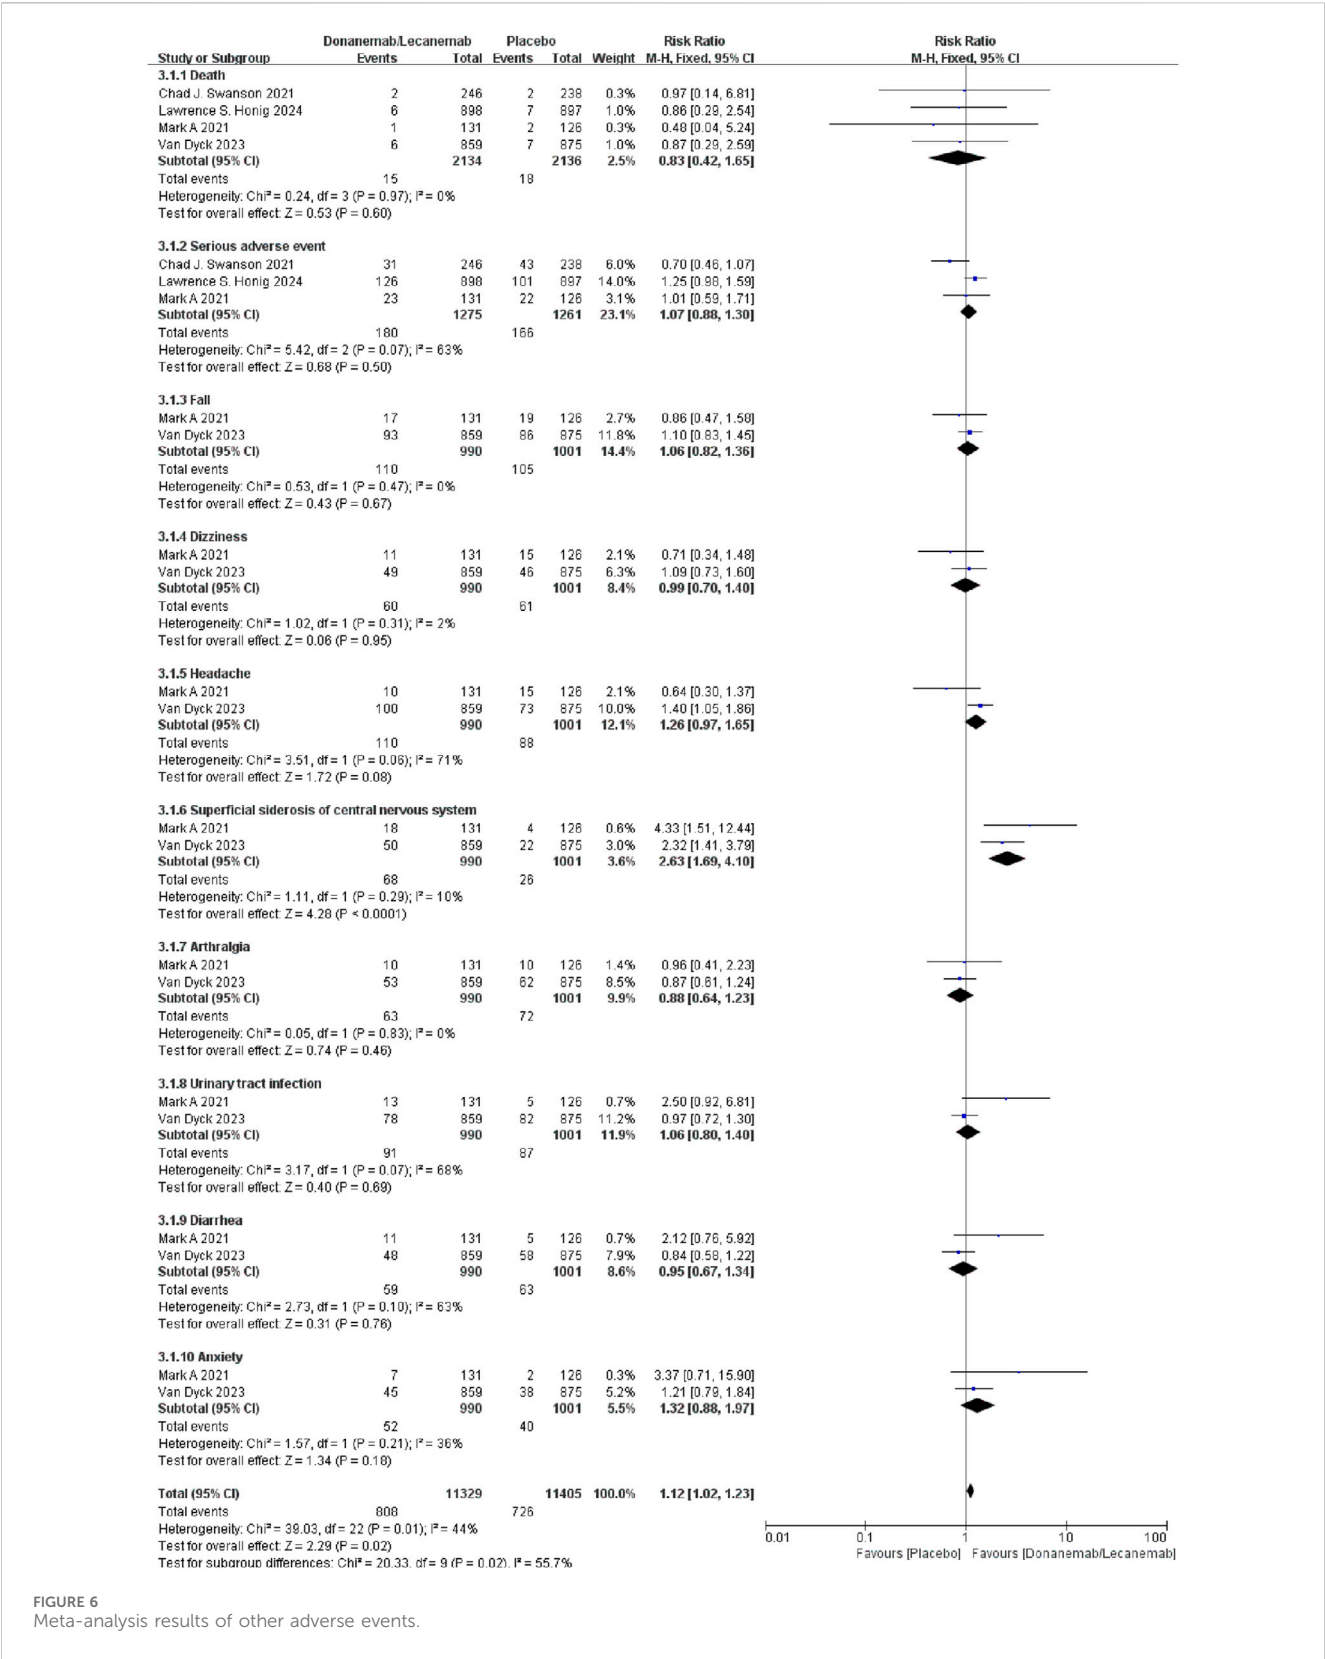 Donanemab/Lecanemab Placebo Risk Ratio Risk Ratio
Study or Subgroup Events Total Events Total Weight M-H, Fixed, 95% CI M-H, Fixed, 95% CI
3.1.1 Death
Chad J. Swanson 2021 2 246 2 238 0.3% 0.97 [0.14, 6.81]
Lawrence S. Honig 2024 6 898 7 897 1.0% 0.86 [0.29, 2.54]
Mark A 2021 1 131 2 126 0.3% 0.48 [0.04, 5.24]
Van Dyck 2023 6 859 7 875 1.0% 0.87 [0.29, 2.59]
Subtotal (95% CI) 2134 2136 2.5% 0.83 [0.42, 1.65]
Total events 15 18
Heterogeneity: Chi² = 0.24, df = 3 (P = 0.97); I² = 0%
Test for overall effect: Z = 0.53 (P = 0.60)
3.1.2 Serious adverse event
Chad J. Swanson 2021 31 246 43 238 6.0% 0.70 [0.46, 1.07]
Lawrence S. Honig 2024 126 898 101 897 14.0% 1.25 [0.98, 1.59]
Mark A 2021 23 131 22 126 3.1% 1.01 [0.59, 1.71]
Subtotal (95% CI) 1275 1261 23.1% 1.07 [0.88, 1.30]
Total events 180 166
Heterogeneity: Chi² = 5.42, df = 2 (P = 0.07); I² = 63%
Test for overall effect: Z = 0.68 (P = 0.50)
3.1.3 Fall
Mark A 2021 17 131 19 126 2.7% 0.86 [0.47, 1.58]
Van Dyck 2023 93 859 86 875 11.8% 1.10 [0.83, 1.45]
Subtotal (95% CI) 990 1001 14.4% 1.06 [0.82, 1.36]
Total events 110 105
Heterogeneity: Chi² = 0.53, df = 1 (P = 0.47); I² = 0%
Test for overall effect: Z = 0.43 (P = 0.67)
3.1.4 Dizziness
Mark A 2021 11 131 15 126 2.1% 0.71 [0.34, 1.48]
Van Dyck 2023 49 859 46 875 6.3% 1.09 [0.73, 1.60]
Subtotal (95% CI) 990 1001 8.4% 0.99 [0.70, 1.40]
Total events 60 61
Heterogeneity: Chi² = 1.02, df = 1 (P = 0.31); I² = 2%
Test for overall effect: Z = 0.06 (P = 0.95)
3.1.5 Headache
Mark A 2021 10 131 15 126 2.1% 0.64 [0.30, 1.37]
Van Dyck 2023 100 859 73 875 10.0% 1.40 [1.05, 1.86]
Subtotal (95% CI) 990 1001 12.1% 1.26 [0.97, 1.65]
Total events 110 88
Heterogeneity: Chi² = 3.51, df = 1 (P = 0.06); I² = 71%
Test for overall effect: Z = 1.72 (P = 0.08)
3.1.6 Superficial siderosis of central nervous system
Mark A 2021 18 131 4 126 0.6% 4.33 [1.51, 12.44]
Van Dyck 2023 50 859 22 875 3.0% 2.32 [1.41, 3.79]
Subtotal (95% CI) 990 1001 3.6% 2.63 [1.69, 4.10]
Total events 68 26
Heterogeneity: Chi² = 1.11, df = 1 (P = 0.29); I² = 10%
Test for overall effect: Z = 4.28 (P < 0.0001)
3.1.7 Arthralgia
Mark A 2021 10 131 10 126 1.4% 0.96 [0.41, 2.23]
Van Dyck 2023 53 859 62 875 8.5% 0.87 [0.61, 1.24]
Subtotal (95% CI) 990 1001 9.9% 0.88 [0.64, 1.23]
Total events 63 72
Heterogeneity: Chi² = 0.05, df = 1 (P = 0.83); I² = 0%
Test for overall effect: Z = 0.74 (P = 0.46)
3.1.8 Urinary tract infection
Mark A 2021 13 131 5 126 0.7% 2.50 [0.92, 6.81]
Van Dyck 2023 78 859 82 875 11.2% 0.97 [0.72, 1.30]
Subtotal (95% CI) 990 1001 11.9% 1.06 [0.80, 1.40]
Total events 91 87
Heterogeneity: Chi² = 3.17, df = 1 (P = 0.07); I² = 68%
Test for overall effect: Z = 0.40 (P = 0.69)
3.1.9 Diarrhea
Mark A 2021 11 131 5 126 0.7% 2.12 [0.76, 5.92]
Van Dyck 2023 48 859 58 875 7.9% 0.84 [0.58, 1.22]
Subtotal (95% CI) 990 1001 8.6% 0.95 [0.67, 1.34]
Total events 59 63
Heterogeneity: Chi² = 2.73, df = 1 (P = 0.10); I² = 63%
Test for overall effect: Z = 0.31 (P = 0.76)
3.1.10 Anxiety
Mark A 2021 7 131 2 126 0.3% 3.37 [0.71, 15.90]
Van Dyck 2023 45 859 38 875 5.2% 1.21 [0.79, 1.84]
Subtotal (95% CI) 990 1001 5.5% 1.32 [0.88, 1.97]
Total events 52 40
Heterogeneity: Chi² = 1.57, df = 1 (P = 0.21); I² = 36%
Test for overall effect: Z = 1.34 (P = 0.18)
Total (95% CI) 11329 11405 100.0% 1.12 [1.02, 1.23]
Total events 808 726
Heterogeneity: Chi² = 39.03, df = 22 (P = 0.01); I² = 44%
Test for overall effect: Z = 2.29 (P = 0.02)
Test for subgroup differences: Chi² = 20.33, df = 9 (P = 0.02), I² = 55.7%
0.01 0.1 1 10 100
Favours [Placebo] Favours [Donanemab/Lecanemab]
FIGURE 6
Meta-analysis results of other adverse events.